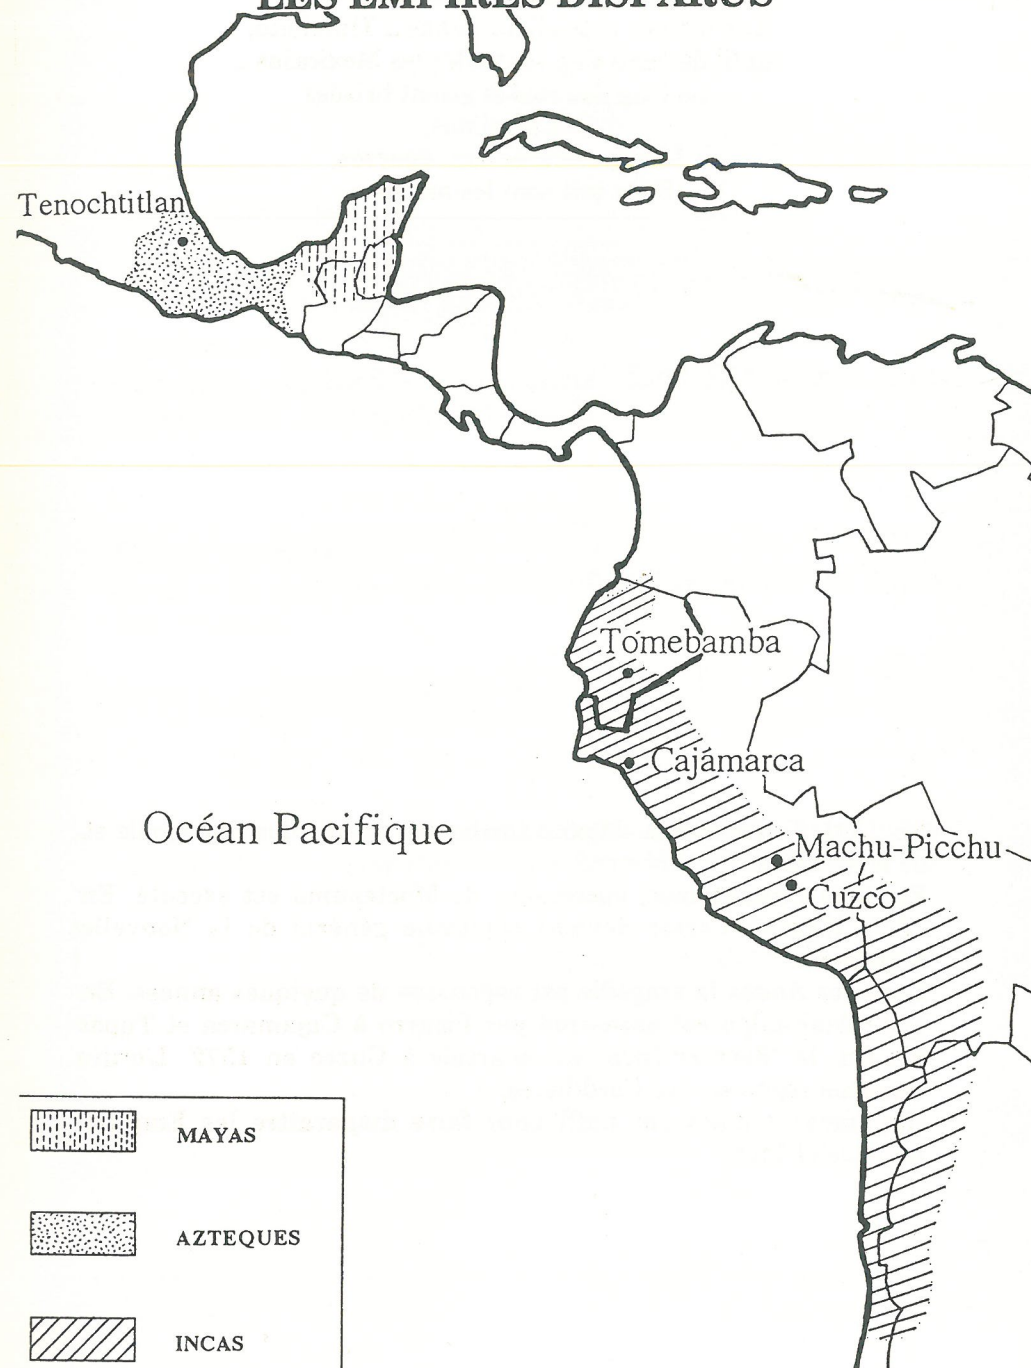 LES EMPIRES DISPARUS
Tenochtitlan
Tomebamba
Cajamarca
Océan Pacifique
Machu-Picchu
Cuzco
MAYAS
AZTEQUES
INCAS